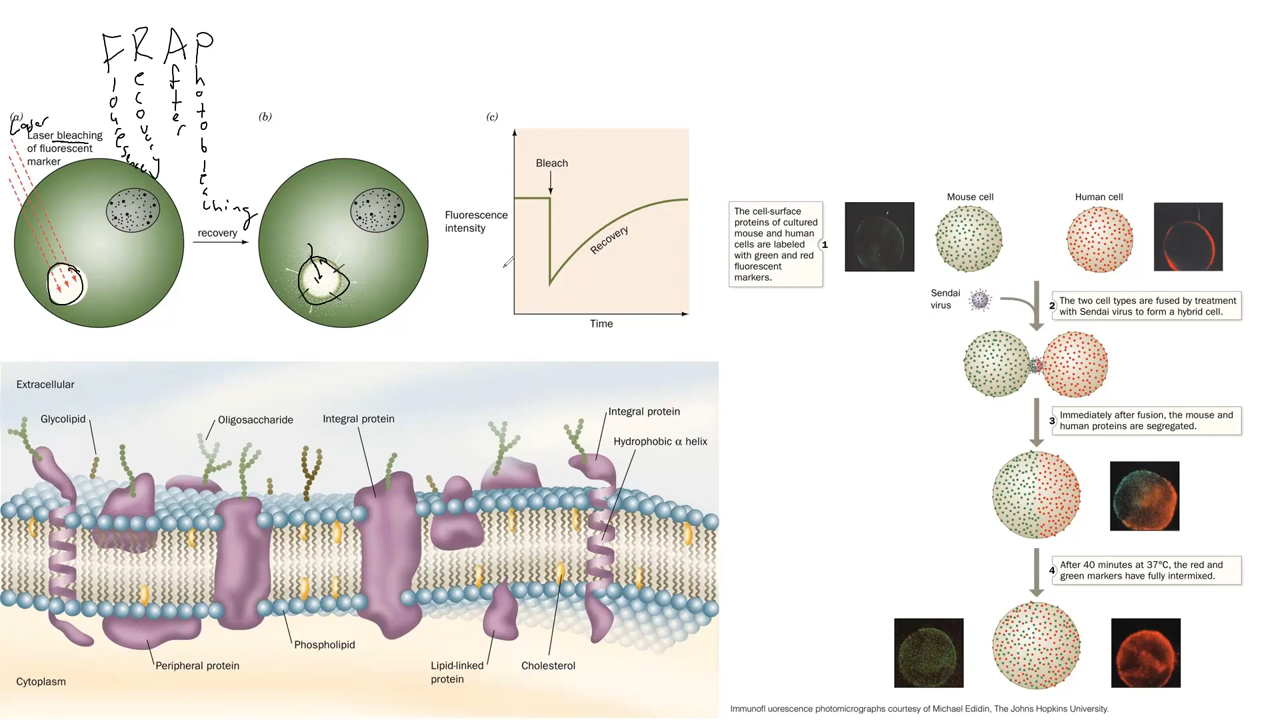 FRAP
Flouresence
Recovery
After
Photobleaching
(a)
Laser
Laser bleaching
of fluorescent
marker
recovery
(b)
(c)
Bleach
Fluorescence
intensity
Recovery
Time
The cell-surface
proteins of cultured
mouse and human
cells are labeled
with green and red
fluorescent
markers.
1
Mouse cell
Human cell
Sendai
virus
2
The two cell types are fused by treatment
with Sendai virus to form a hybrid cell.
3
Immediately after fusion, the mouse and
human proteins are segregated.
4
After 40 minutes at 37°C, the red and
green markers have fully intermixed.
Immunofl uorescence photomicrographs courtesy of Michael Edidin, The Johns Hopkins University.
Extracellular
Glycolipid
Oligosaccharide
Integral protein
Integral protein
Hydrophobic α helix
Phospholipid
Peripheral protein
Lipid-linked
protein
Cholesterol
Cytoplasm